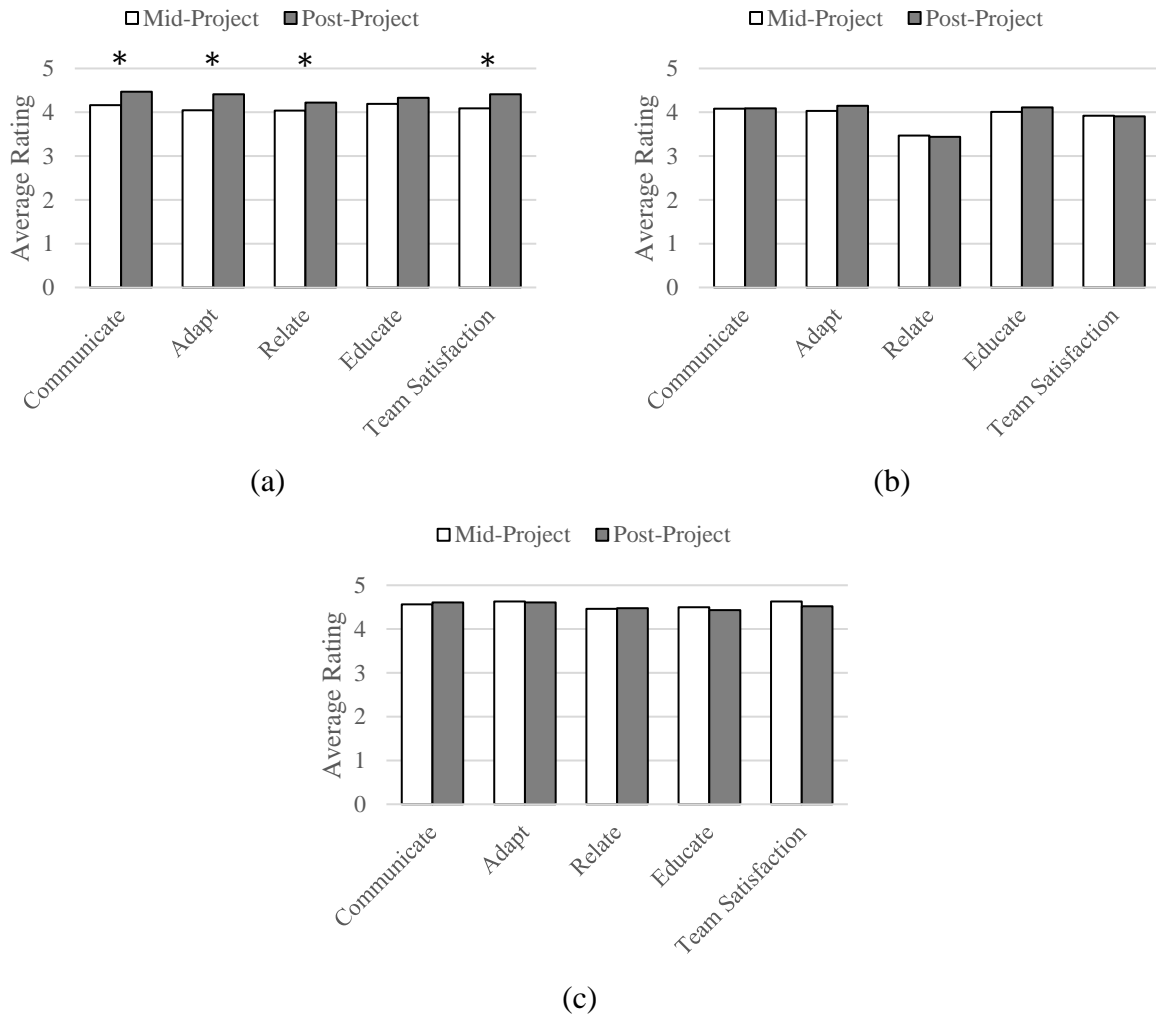 Mid-Project Post-Project
* * * *
5
4
3
2
1
0
Average Rating
Communicate
Adapt
Relate
Educate
Team Satisfaction
(a)
Mid-Project Post-Project
5
4
3
2
1
0
Average Rating
Communicate
Adapt
Relate
Educate
Team Satisfaction
(b)
Mid-Project Post-Project
5
4
3
2
1
0
Average Rating
Communicate
Adapt
Relate
Educate
Team Satisfaction
(c)